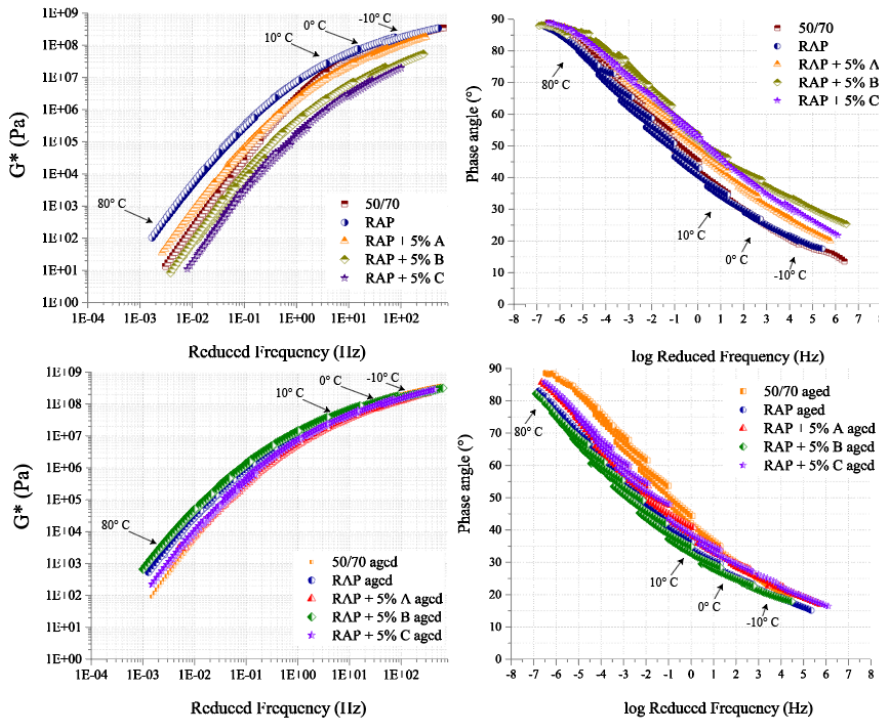 1E+09
1E+08
1E+07
1E+06
1E+05
1E+04
1E+03
1E+02
1E+01
1E+00
G* (Pa)
10° C
0° C
-10° C
80° C
50/70
RAP
RAP + 5% A
RAP + 5% B
RAP + 5% C
1E-04 1E-03 1E-02 1E-01 1E+00 1E+01 1E+02
Reduced Frequency (Hz)
90
80
70
60
50
40
30
20
10
0
Phase angle (°)
50/70
RAP
RAP + 5% A
RAP + 5% B
RAP + 5% C
80° C
10° C
0° C
-10° C
-8 -7 -6 -5 -4 -3 -2 -1 0 1 2 3 4 5 6 7 8
log Reduced Frequency (Hz)
1E+09
1E+08
1E+07
1E+06
1E+05
1E+04
1E+03
1E+02
1E+01
1E+00
G* (Pa)
10° C
0° C
-10° C
80° C
50/70 aged
RAP aged
RAP + 5% A aged
RAP + 5% B aged
RAP + 5% C aged
1E-04 1E-03 1E-02 1E-01 1E+00 1E+01 1E+02
Reduced Frequency (Hz)
90
80
70
60
50
40
30
20
10
0
Phase angle (°)
50/70 aged
RAP aged
RAP + 5% A aged
RAP + 5% B aged
RAP + 5% C aged
80° C
10° C
0° C
-10° C
-8 -7 -6 -5 -4 -3 -2 -1 0 1 2 3 4 5 6 7 8
log Reduced Frequency (Hz)